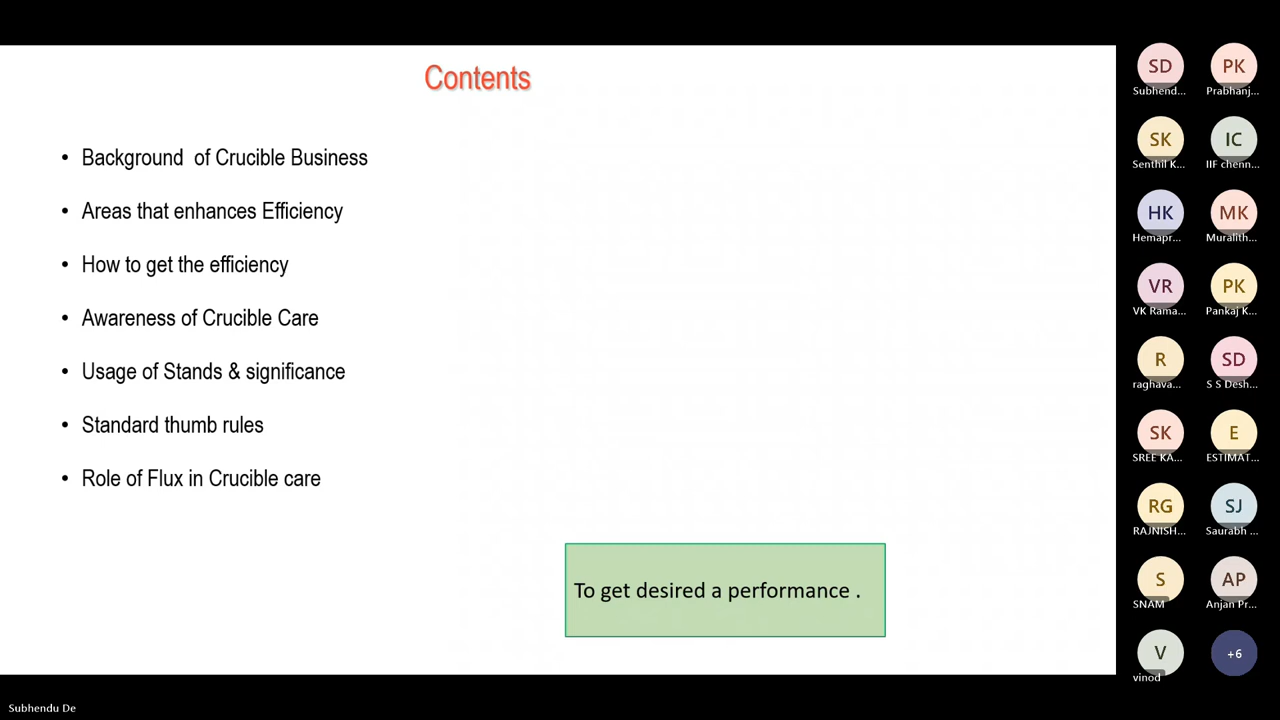 Contents
• Background of Crucible Business
• Areas that enhances Efficiency
• How to get the efficiency
• Awareness of Crucible Care
• Usage of Stands & significance
• Standard thumb rules
• Role of Flux in Crucible care
To get desired a performance .
SD PK
Subhend... Prabhanj...
SK IC
Senthil K... IIF chenn...
HK MK
Hemapr... Muralith...
VR PK
VK Rama... Pankaj K...
R SD
raghava... S S Desh...
SK E
SREE KA... ESTIMAT...
RG SJ
RAJNISH... Saurabh ...
S AP
SNAM Anjan Pr...
V +6
vinod
Subhendu De